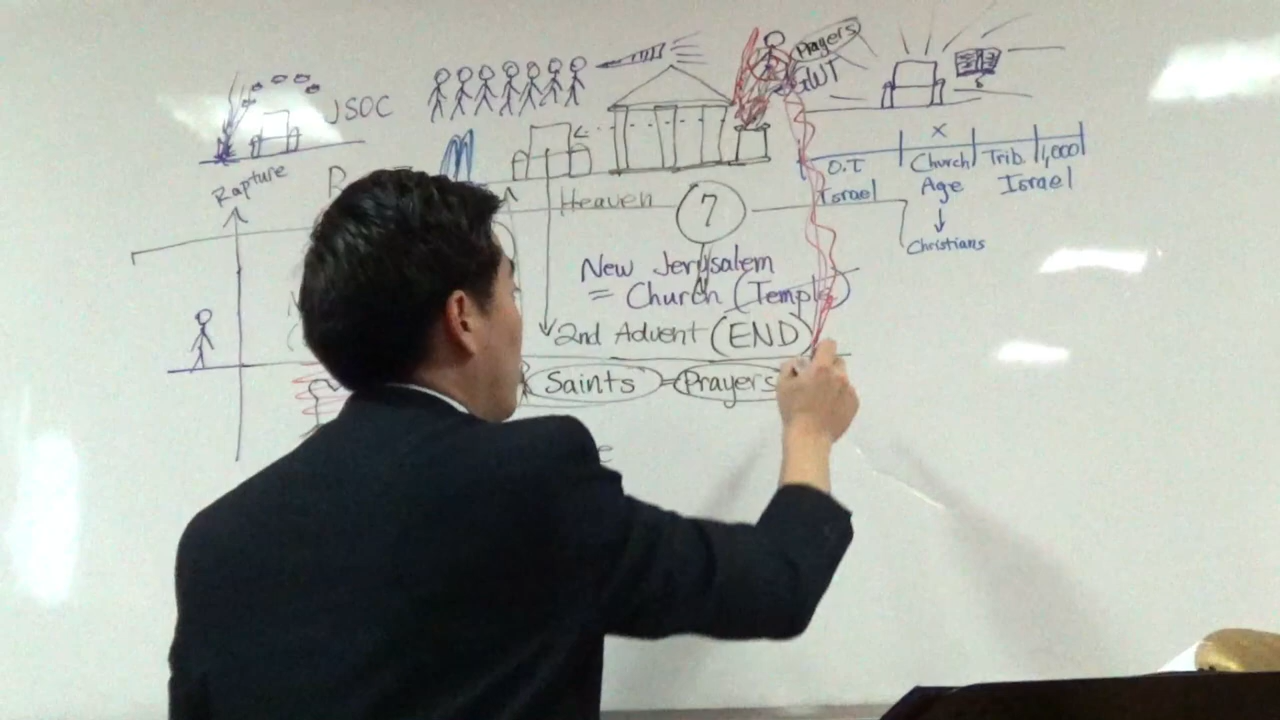 Prayers
GWT
JSOC
Rapture
x
O.T
Israel
Church
Age
Christians
Trib.
1,000
Israel
Heaven
7
New Jerusalem
= Church (Temple)
2nd Advent (END)
Saints = Prayers